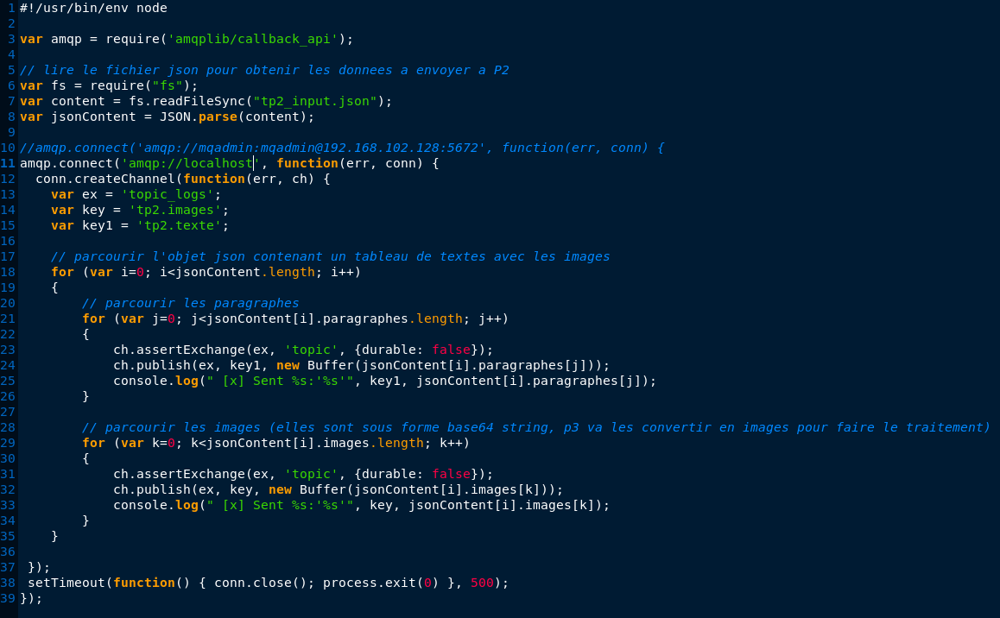 1 #!/usr/bin/env node
2
3 var amqp = require('amqplib/callback_api');
4
5 // lire le fichier json pour obtenir les donnees a envoyer a P2
6 var fs = require("fs");
7 var content = fs.readFileSync("tp2_input.json");
8 var jsonContent = JSON.parse(content);
9
10 //amqp.connect('amqp://mqadmin:mqadmin@192.168.102.128:5672', function(err, conn) {
11 amqp.connect('amqp://localhost', function(err, conn) {
12   conn.createChannel(function(err, ch) {
13     var ex = 'topic_logs';
14     var key = 'tp2.images';
15     var key1 = 'tp2.texte';
16
17     // parcourir l'objet json contenant un tableau de textes avec les images
18     for (var i=0; i<jsonContent.length; i++)
19     {
20         // parcourir les paragraphes
21         for (var j=0; j<jsonContent[i].paragraphes.length; j++)
22         {
23             ch.assertExchange(ex, 'topic', {durable: false});
24             ch.publish(ex, key1, new Buffer(jsonContent[i].paragraphes[j]));
25             console.log(" [x] Sent %s:'%s'", key1, jsonContent[i].paragraphes[j]);
26         }
27
28         // parcourir les images (elles sont sous forme base64 string, p3 va les convertir en images pour faire le traitement)
29         for (var k=0; k<jsonContent[i].images.length; k++)
30         {
31             ch.assertExchange(ex, 'topic', {durable: false});
32             ch.publish(ex, key, new Buffer(jsonContent[i].images[k]));
33             console.log(" [x] Sent %s:'%s'", key, jsonContent[i].images[k]);
34         }
35     }
36
37  });
38  setTimeout(function() { conn.close(); process.exit(0) }, 500);
39 });